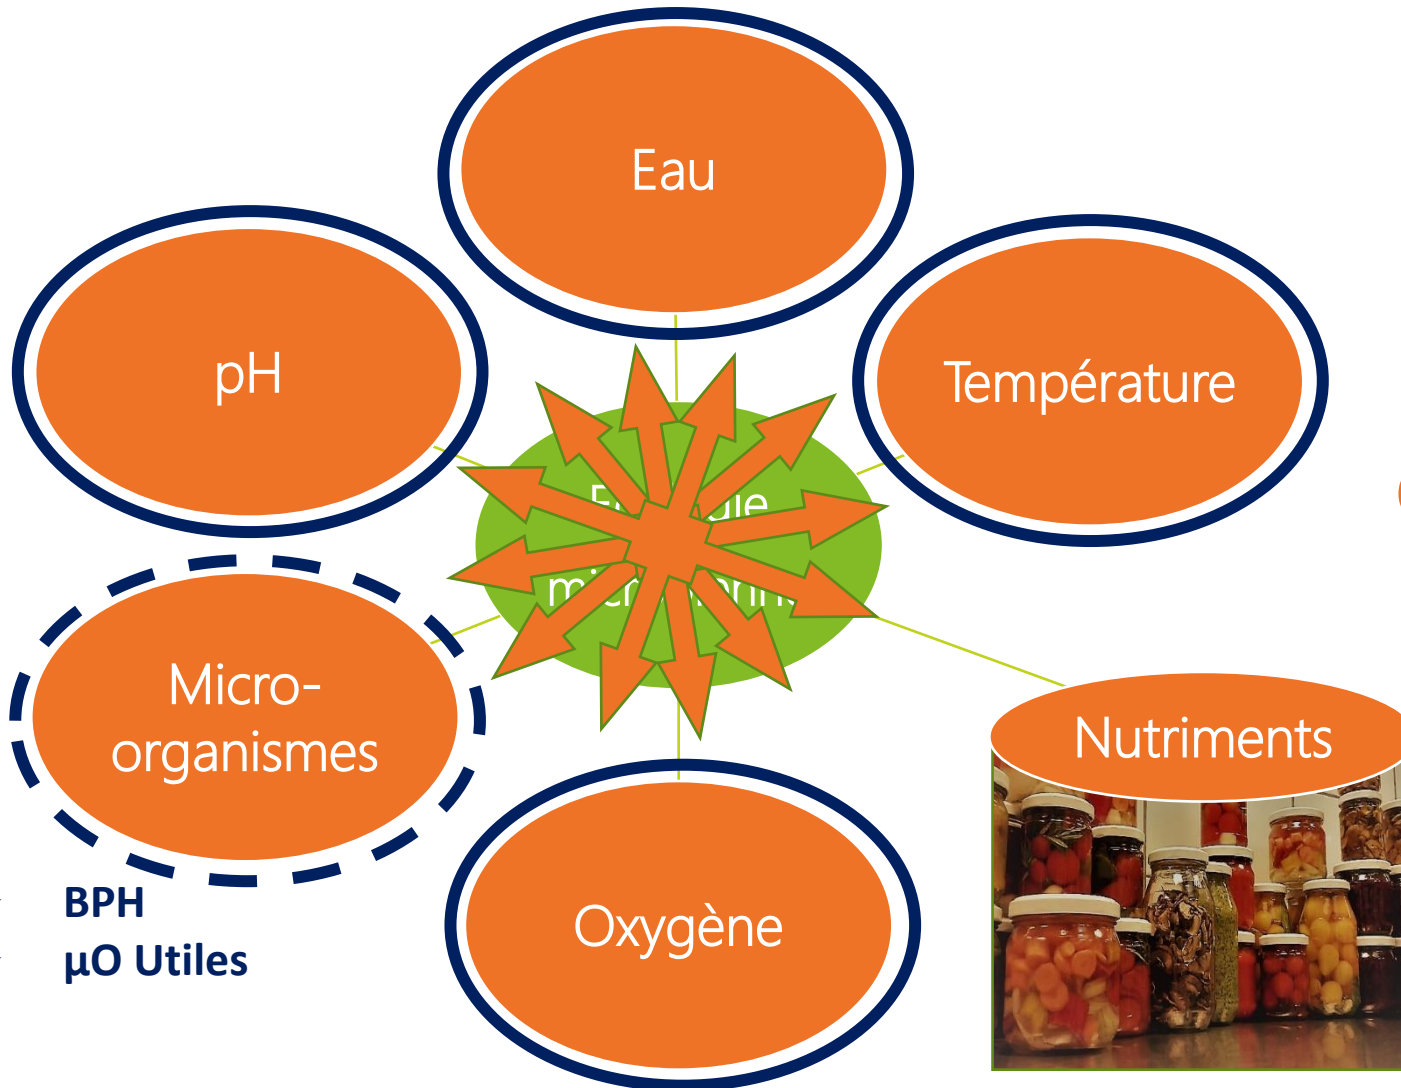 Eau
pH
Température
Micro-
organismes
Nutriments
Oxygène
BPH
µO Utiles